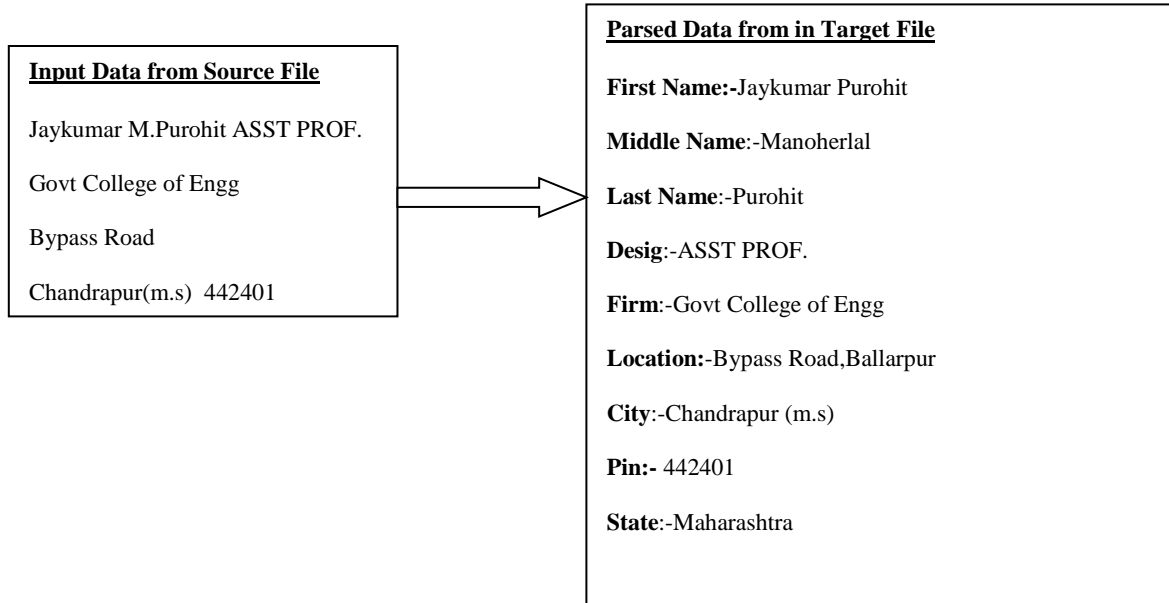 Input Data from Source File
Jaykumar M.Purohit ASST PROF.
Govt College of Engg
Bypass Road
Chandrapur(m.s)  442401
Parsed Data from in Target File
First Name:-Jaykumar Purohit
Middle Name:-Manoherlal
Last Name:-Purohit
Desig:-ASST PROF.
Firm:-Govt College of Engg
Location:-Bypass Road,Ballarpur
City:-Chandrapur (m.s)
Pin:- 442401
State:-Maharashtra